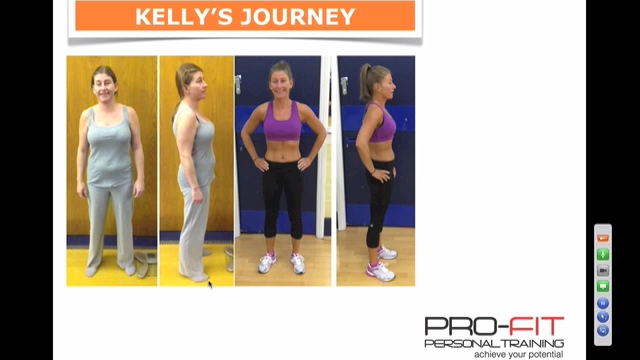 KELLY'S JOURNEY
PRO-FIT
PERSONAL TRAINING
achieve your potential